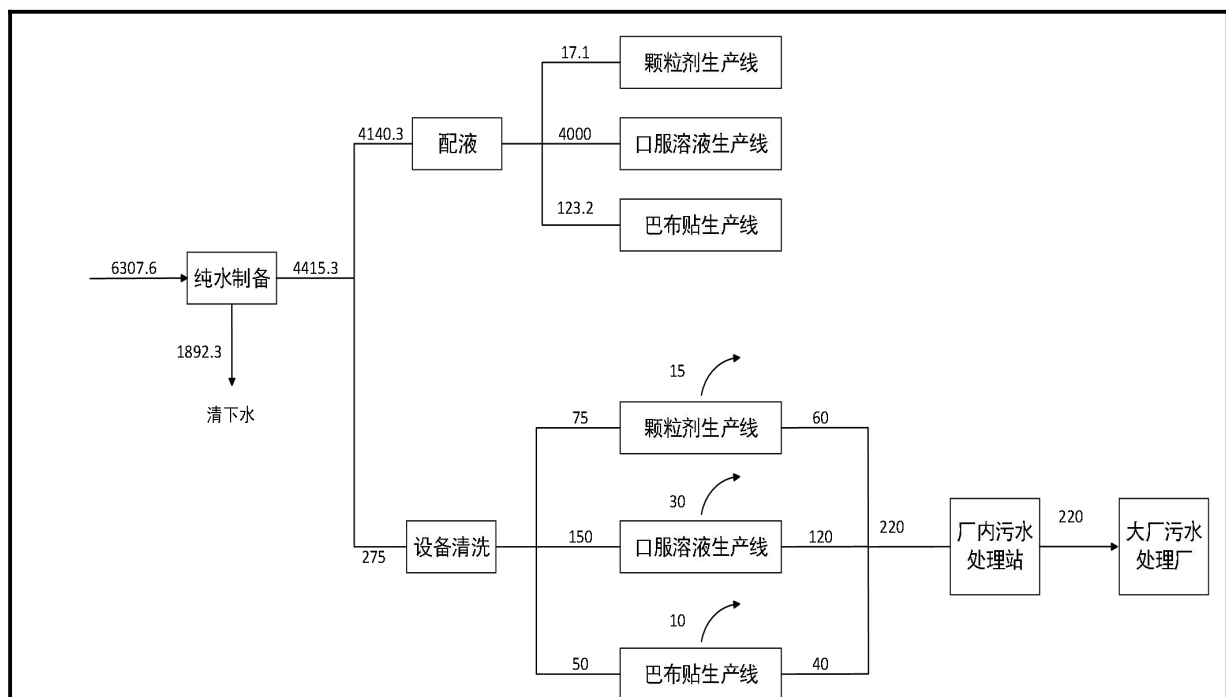 17.1
颗粒剂生产线
4140.3
配液
4000
口服溶液生产线
123.2
巴布贴生产线
6307.6
纯水制备
4415.3
1892.3
清下水
15
75
颗粒剂生产线
60
30
275
设备清洗
150
口服溶液生产线
120
220
厂内污水
处理站
220
大厂污水
处理厂
10
50
巴布贴生产线
40